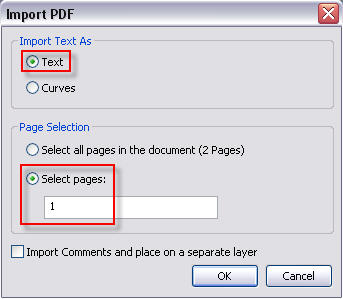 Import PDF
Import Text As
Text
Curves
Page Selection
Select all pages in the document (2 Pages)
Select pages:
1
Import Comments and place on a separate layer
OK Cancel